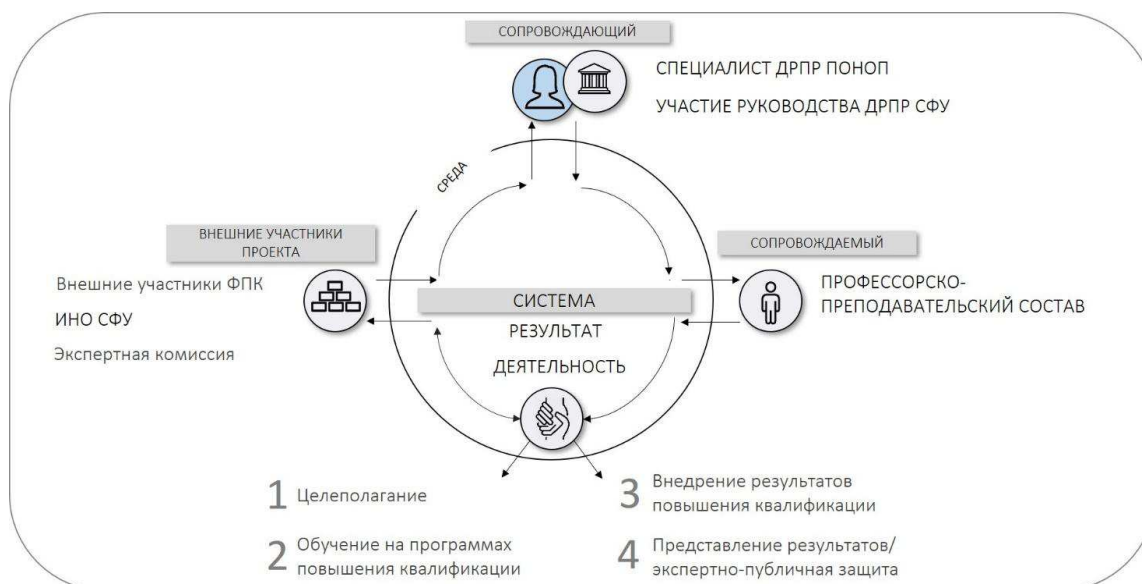 СОПРОВОЖДАЮЩИЙ
СПЕЦИАЛИСТ ДРПР ПОНОП
УЧАСТИЕ РУКОВОДСТВА ДРПР СФУ
СРЕДА
ВНЕШНИЕ УЧАСТНИКИ
ПРОЕКТА
Внешние участники ФПК
ИНО СФУ
Экспертная комиссия
СОПРОВОЖДАЕМЫЙ
ПРОФЕССОРСКО-
ПРЕПОДАВАТЕЛЬСКИЙ СОСТАВ
СИСТЕМА
РЕЗУЛЬТАТ
ДЕЯТЕЛЬНОСТЬ
1 Целеполагание
2 Обучение на программах
повышения квалификации
3 Внедрение результатов
повышения квалификации
4 Представление результатов/
экспертно-публичная защита